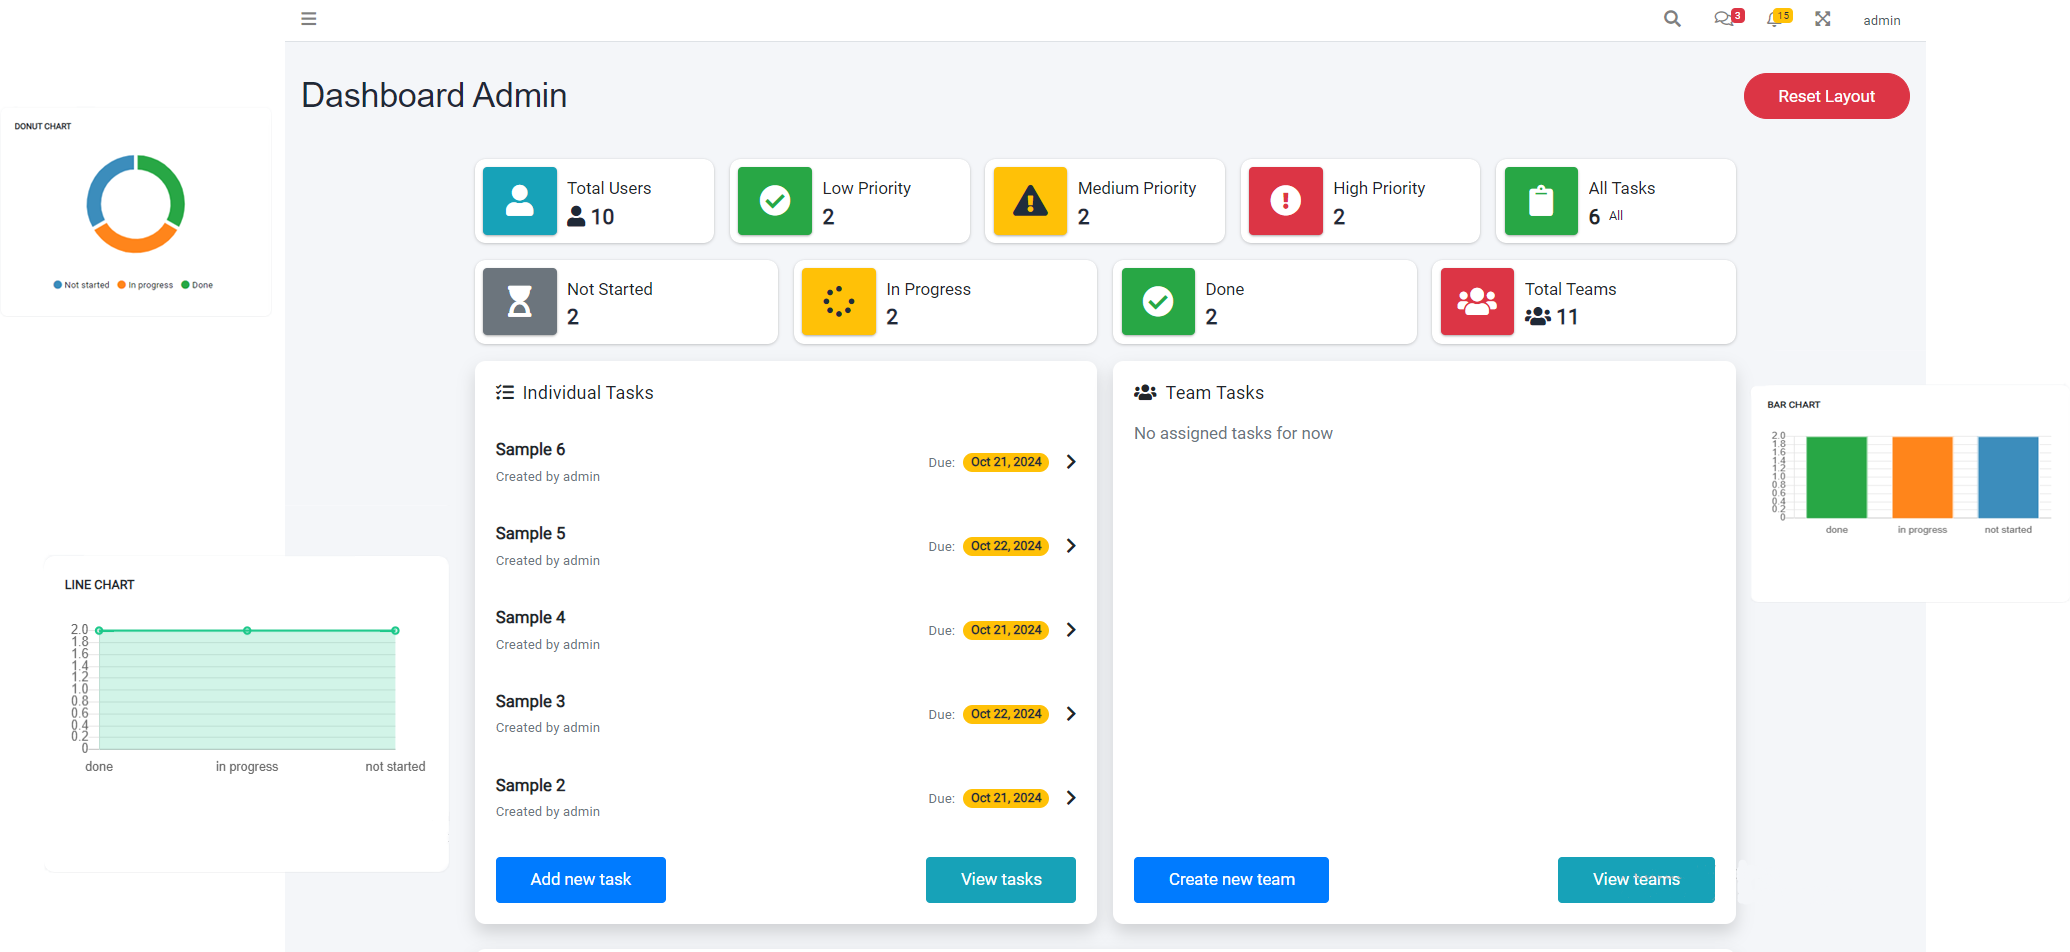 3
15
admin
Dashboard Admin
Reset Layout
DONUT CHART
Not started In progress Done
Total Users
10
Low Priority
2
Medium Priority
2
High Priority
2
All Tasks
6 All
Not Started
2
In Progress
2
Done
2
Total Teams
11
Individual Tasks
Sample 6
Created by admin
Due: Oct 21, 2024
Sample 5
Created by admin
Due: Oct 22, 2024
Sample 4
Created by admin
Due: Oct 21, 2024
Sample 3
Created by admin
Due: Oct 22, 2024
Sample 2
Created by admin
Due: Oct 21, 2024
Add new task
View tasks
Team Tasks
No assigned tasks for now
Create new team
View teams
BAR CHART
2.0
1.8
1.6
1.4
1.2
1.0
0.8
0.6
0.4
0.2
0
done in progress not started
LINE CHART
2.0
1.8
1.6
1.4
1.2
1.0
0.8
0.6
0.4
0.2
0
done in progress not started